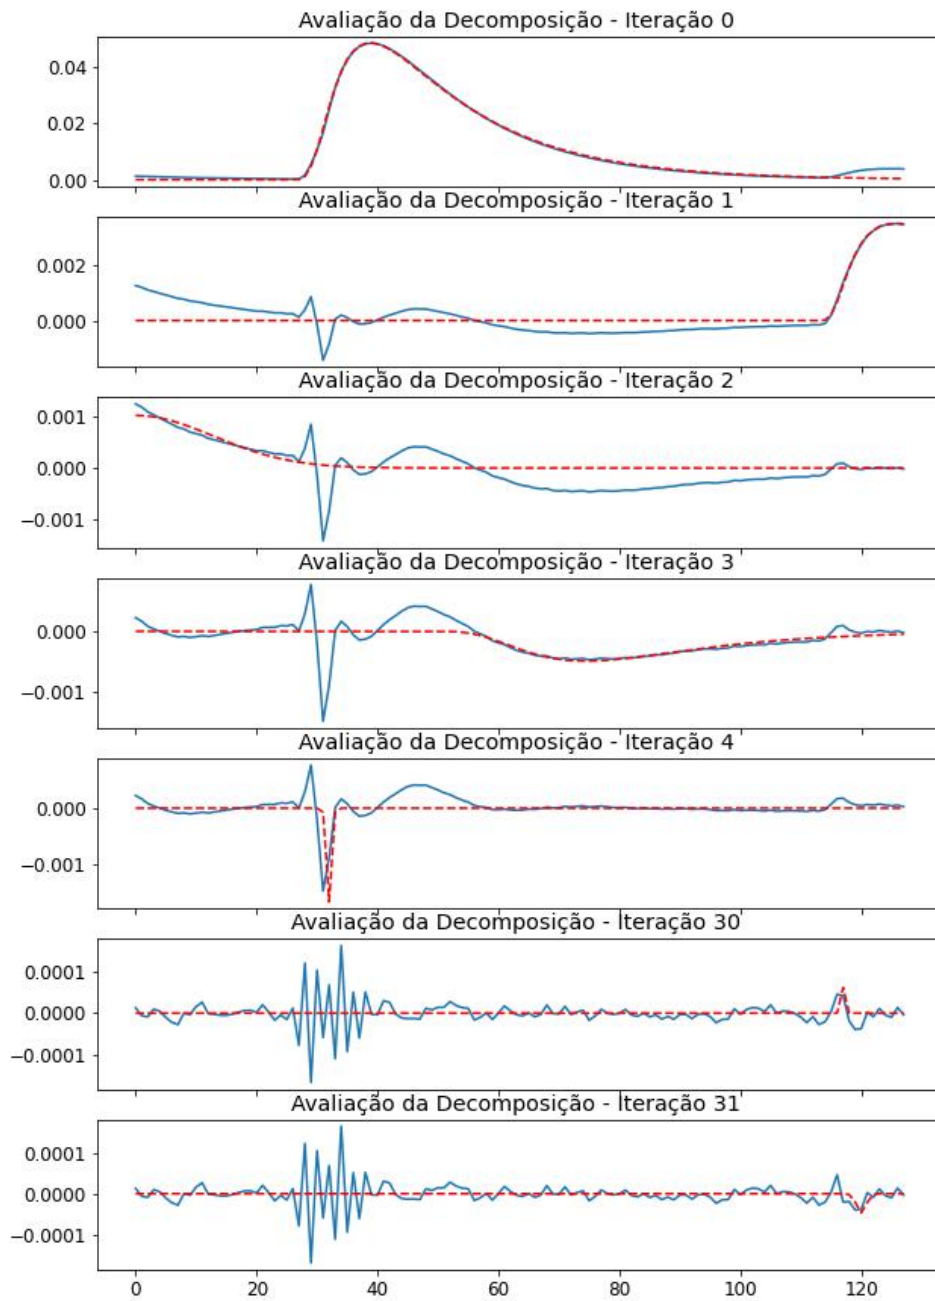 Avaliação da Decomposição - Iteração 0
0.04
0.02
0.00
Avaliação da Decomposição - Iteração 1
0.002
0.000
Avaliação da Decomposição - Iteração 2
0.001
0.000
−0.001
Avaliação da Decomposição - Iteração 3
0.000
−0.001
Avaliação da Decomposição - Iteração 4
0.000
−0.001
Avaliação da Decomposição - Iteração 30
0.0001
0.0000
−0.0001
Avaliação da Decomposição - Iteração 31
0.0001
0.0000
−0.0001
0 20 40 60 80 100 120